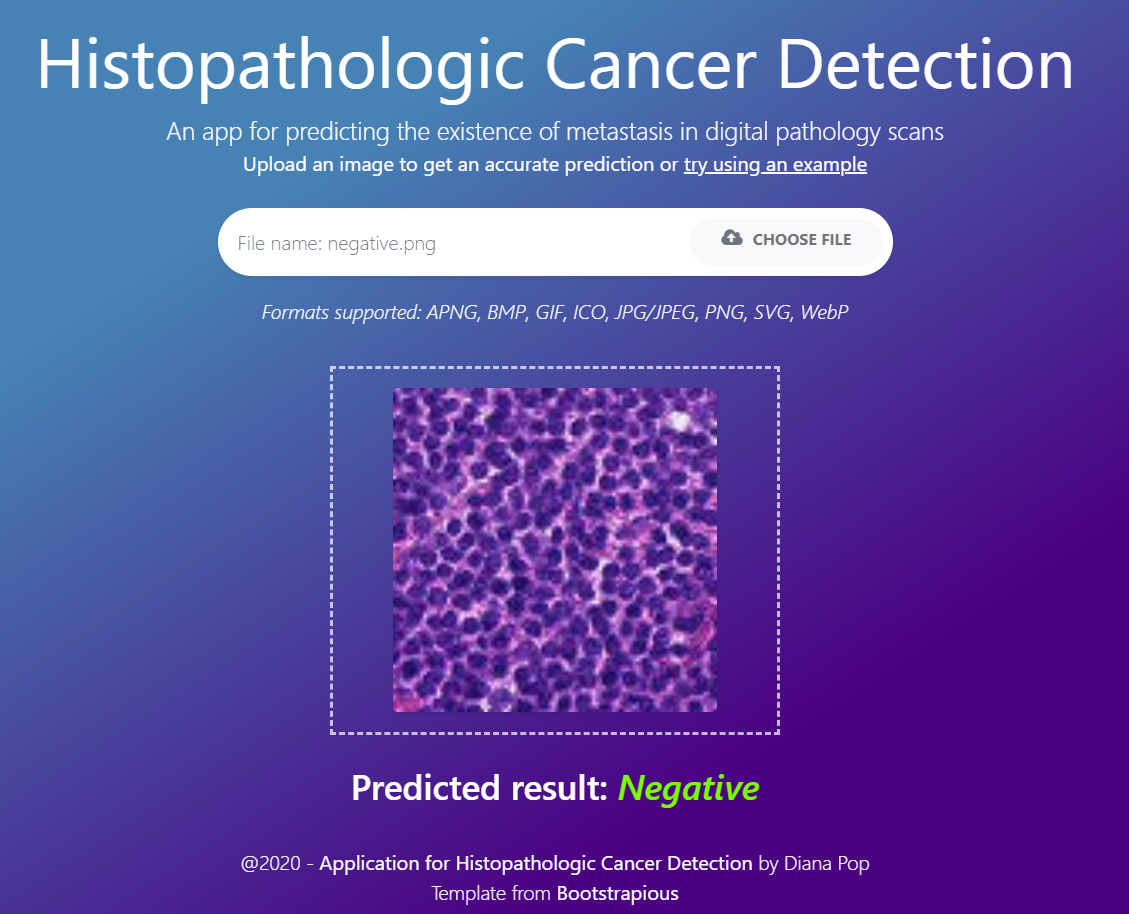 Histopathologic Cancer Detection
An app for predicting the existence of metastasis in digital pathology scans
Upload an image to get an accurate prediction or try using an example
File name: negative.png
CHOOSE FILE
Formats supported: APNG, BMP, GIF, ICO, JPG/JPEG, PNG, SVG, WebP
Predicted result: Negative
@2020 - Application for Histopathologic Cancer Detection by Diana Pop
Template from Bootstrapious